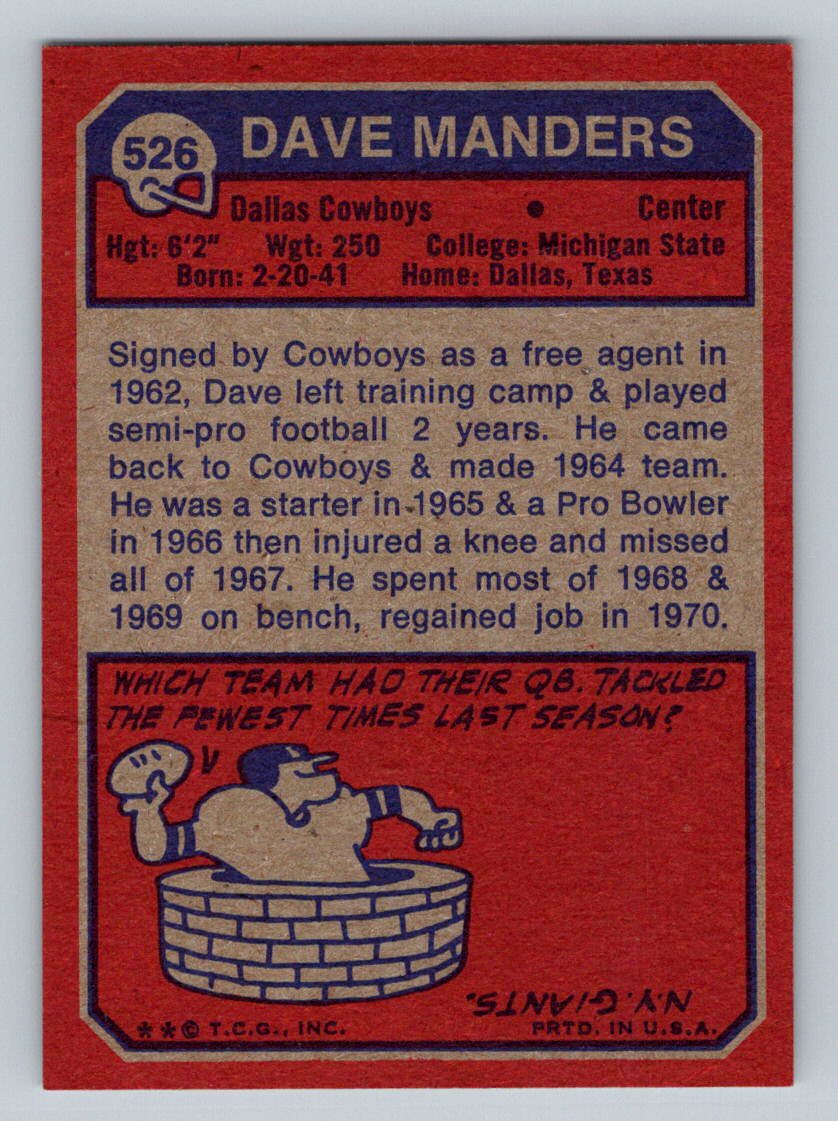 526 DAVE MANDERS
Dallas Cowboys • Center
Hgt: 6'2" Wgt: 250 College: Michigan State
Born: 2-20-41 Home: Dallas, Texas
Signed by Cowboys as a free agent in
1962, Dave left training camp & played
semi-pro football 2 years. He came
back to Cowboys & made 1964 team.
He was a starter in 1965 & a Pro Bowler
in 1966 then injured a knee and missed
all of 1967. He spent most of 1968 &
1969 on bench, regained job in 1970.
WHICH TEAM HAD THEIR QB. TACKLED
THE FEWEST TIMES LAST SEASON?
N.Y. GIANTS.
**© T.C.G., INC. PRTD. IN U.S.A.